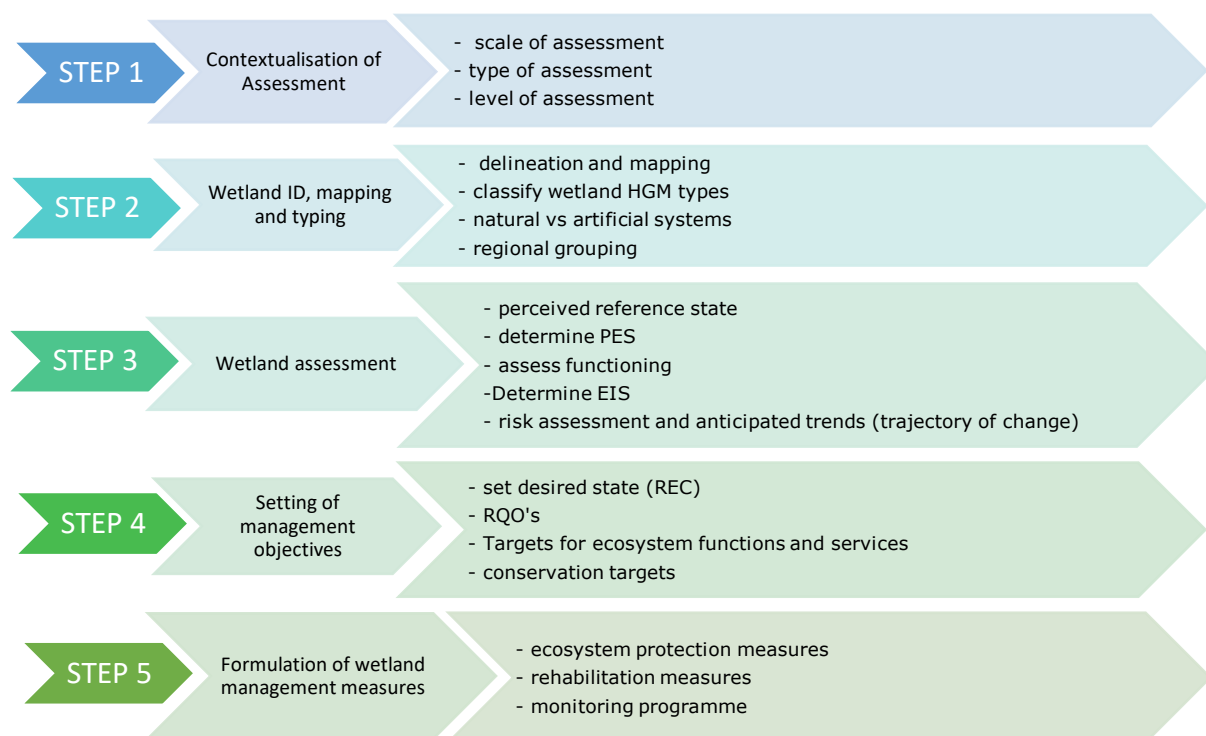 STEP 1
Contextualisation of
Assessment
- scale of assessment
- type of assessment
- level of assessment
STEP 2
Wetland ID, mapping
and typing
- delineation and mapping
- classify wetland HGM types
- natural vs artificial systems
- regional grouping
STEP 3
Wetland assessment
- perceived reference state
- determine PES
- assess functioning
-Determine EIS
- risk assessment and anticipated trends (trajectory of change)
STEP 4
Setting of
management
objectives
- set desired state (REC)
- RQO's
- Targets for ecosystem functions and services
- conservation targets
STEP 5
Formulation of wetland
management measures
- ecosystem protection measures
- rehabilitation measures
- monitoring programme